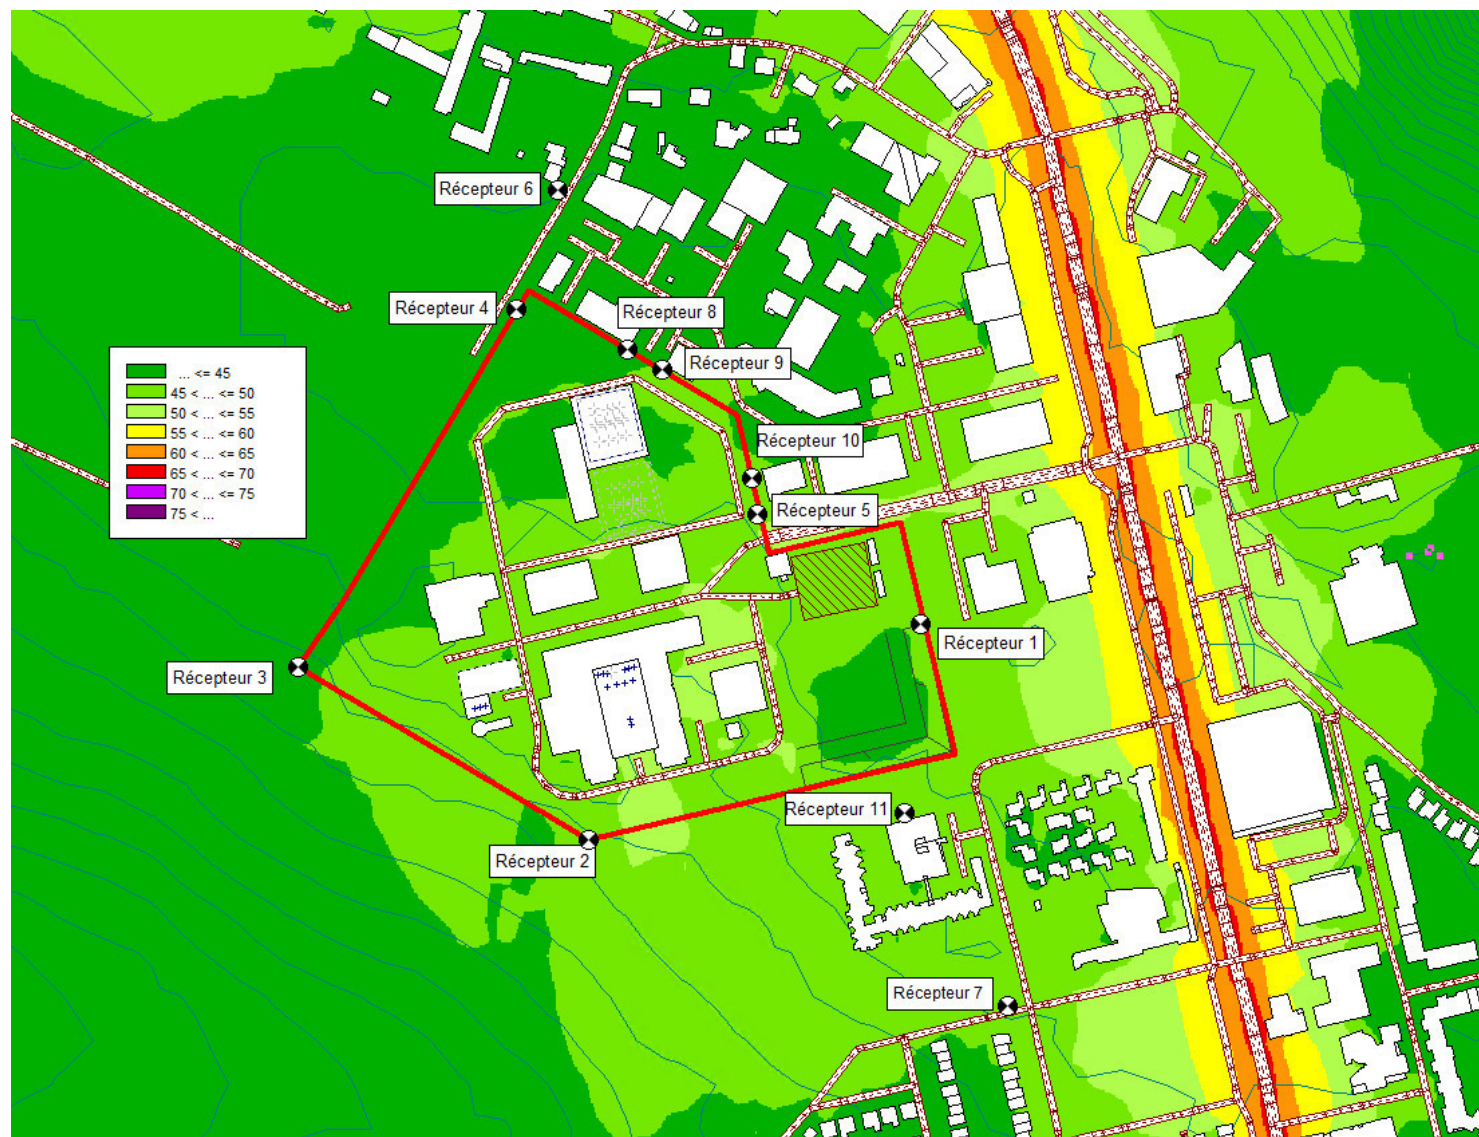 Récepteur 6
Récepteur 4
Récepteur 8
Récepteur 9
... <= 45
45 < ... <= 50
50 < ... <= 55
55 < ... <= 60
60 < ... <= 65
65 < ... <= 70
70 < ... <= 75
75 < ...
Récepteur 10
Récepteur 5
Récepteur 1
Récepteur 3
Récepteur 11
Récepteur 2
Récepteur 7